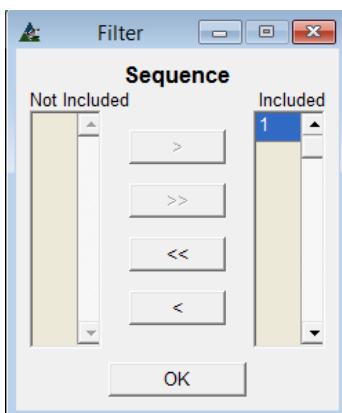 Filter
Sequence
Not Included
Included
1
>
>>
<<
<
OK